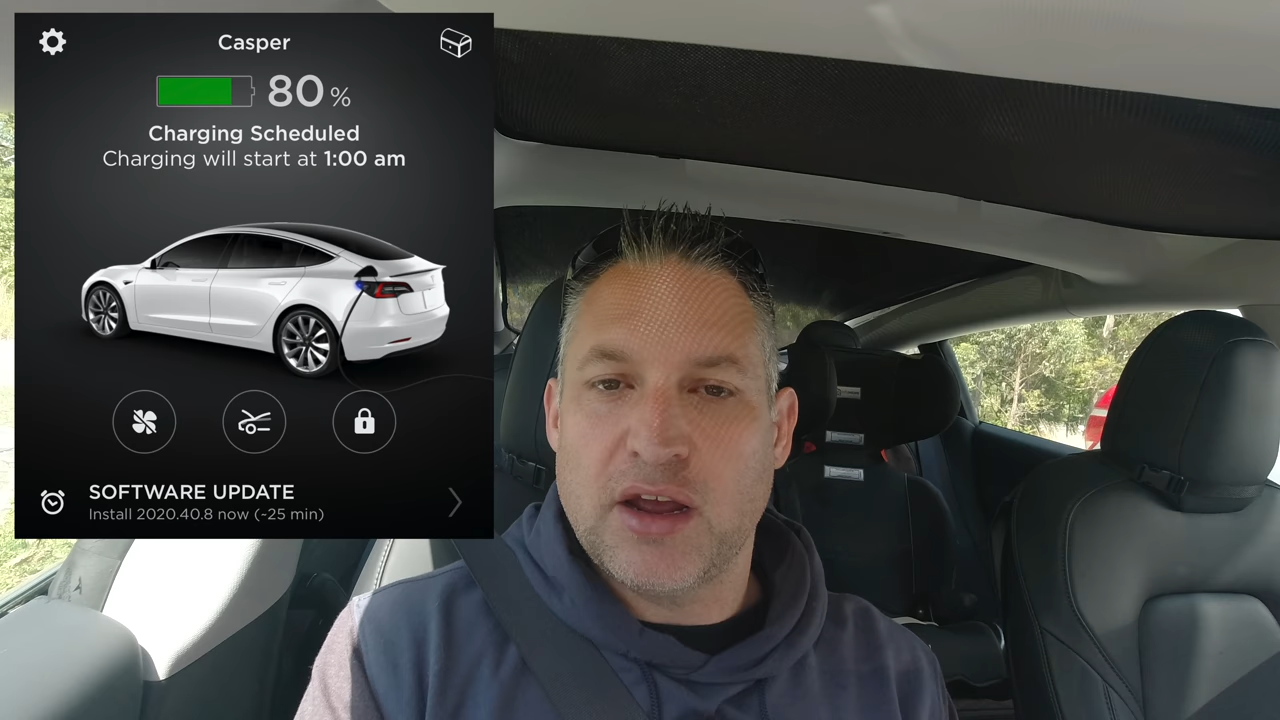 Casper
80%
Charging Scheduled
Charging will start at 1:00 am
SOFTWARE UPDATE
Install 2020.40.8 now (~25 min)